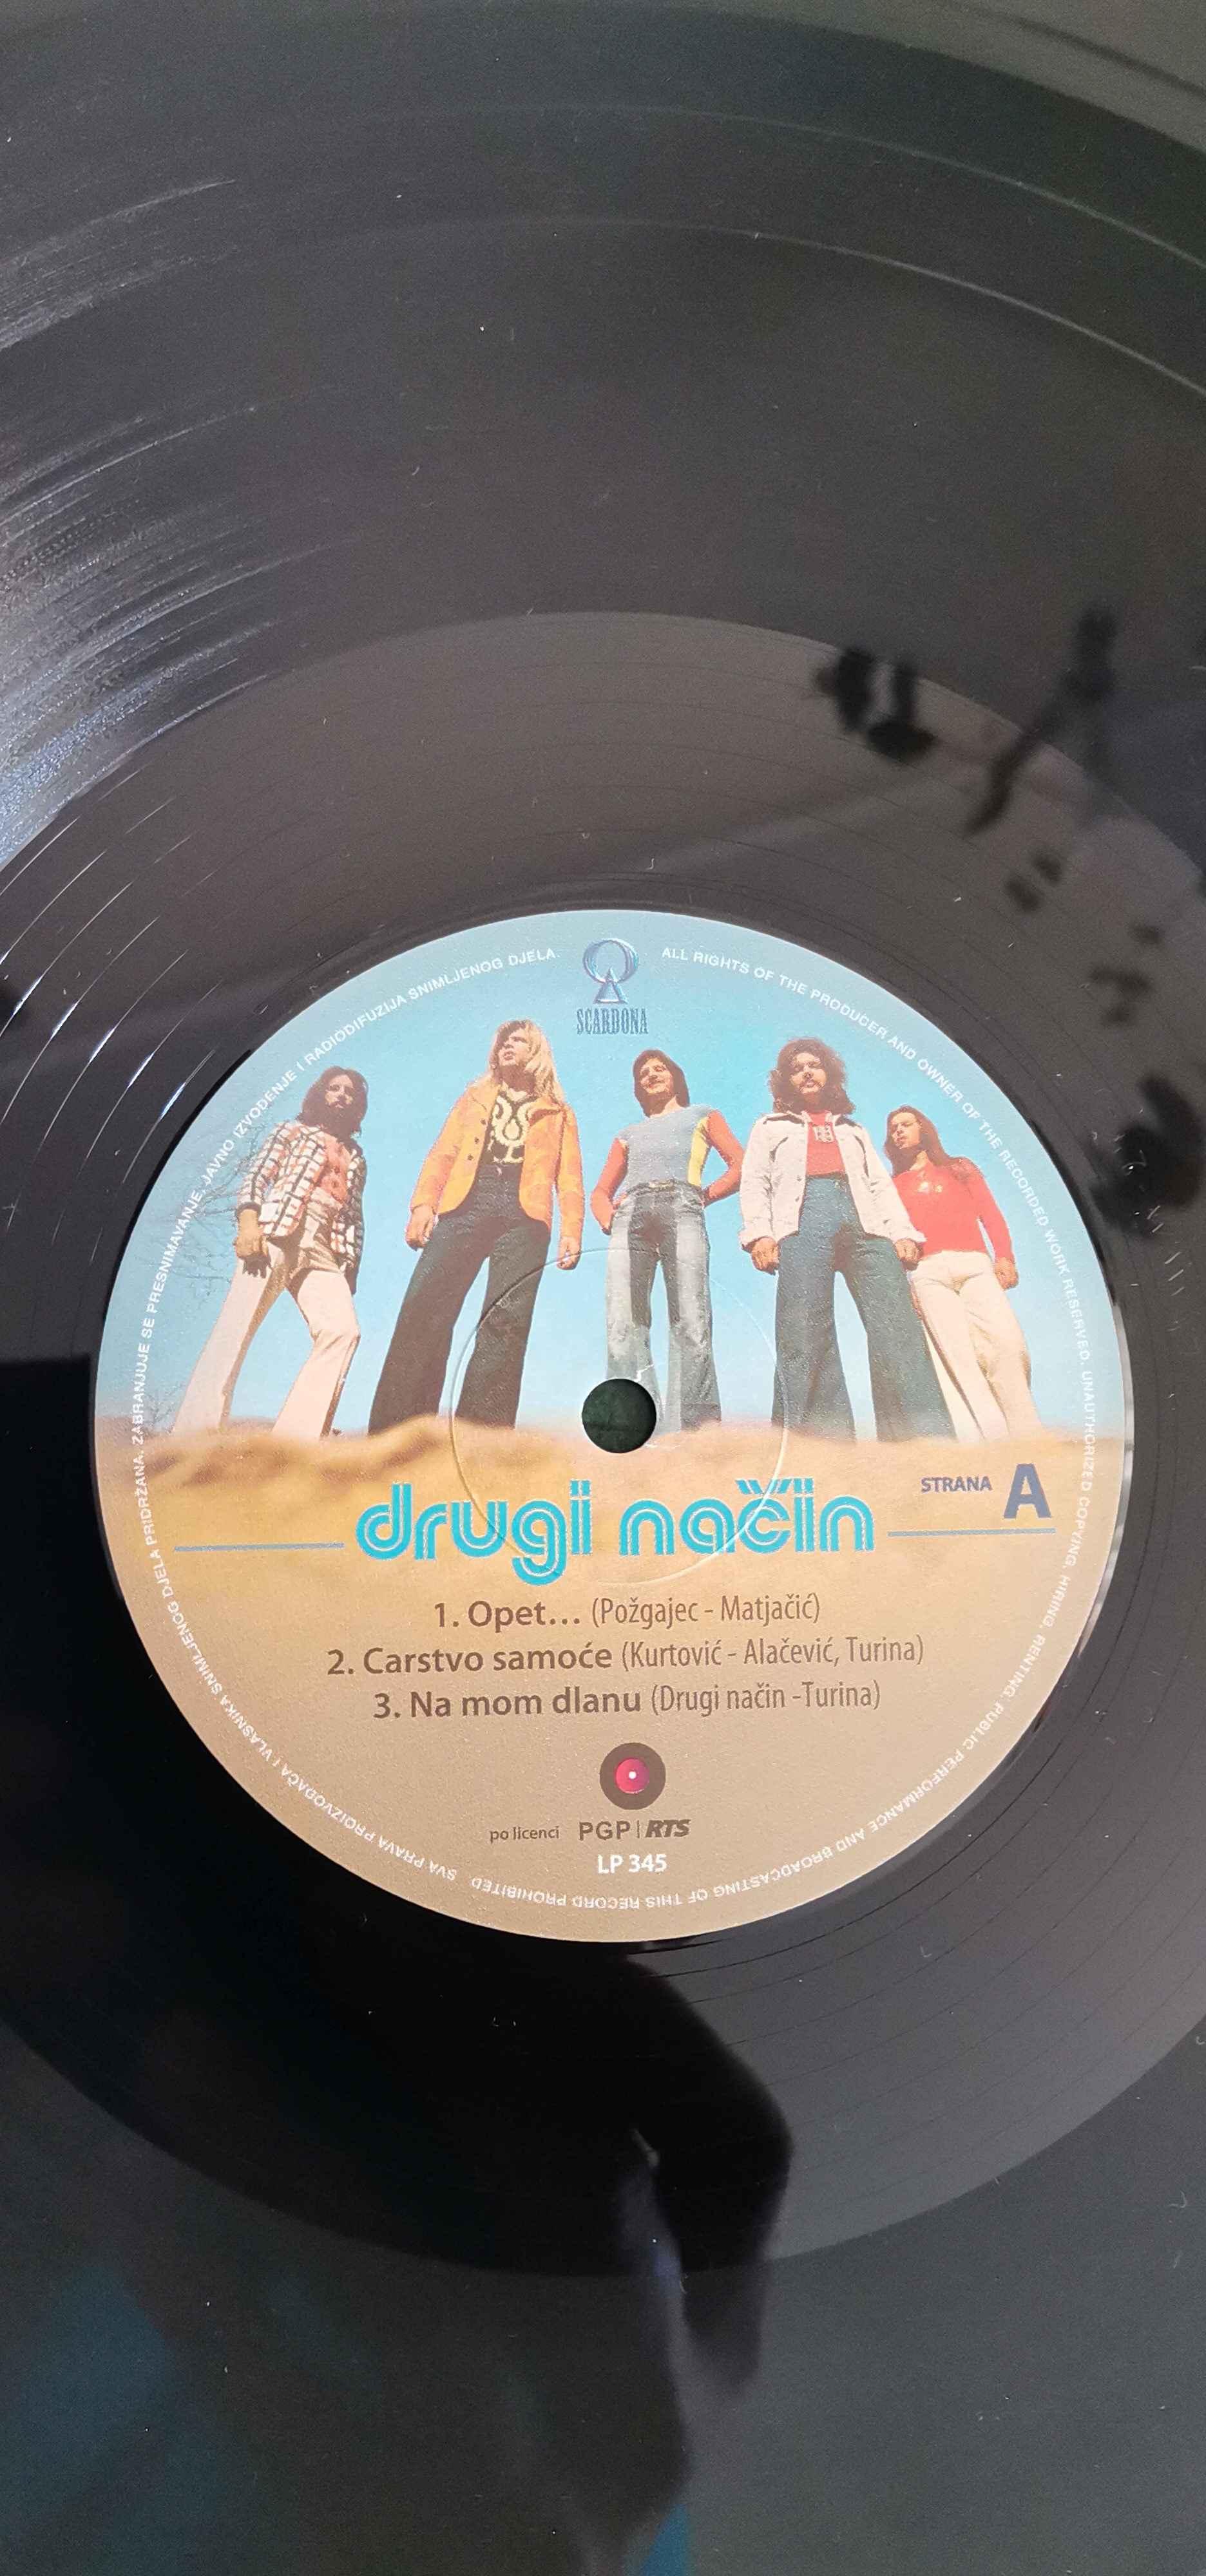 SVA PRAVA PROIZVOĐAČA I VLASNIKA SNIMLJENOG DJELA PRIDRŽANA. ZABRANJUJE SE PRESNIMAVANJE, JAVNO IZVOĐENJE I RADIODIFUZIJA SNIMLJENOG DJELA.
ALL RIGHTS OF THE PRODUCER AND OWNER OF THE RECORDED WORK RESERVED. UNAUTHORIZED COPYING, HIRING, RENTING, PUBLIC PERFORMANCE AND BROADCASTING OF THIS RECORD PROHIBITED
SCARDONA
STRANA A
drugi način
1. Opet... (Požgajec - Matjačić)
2. Carstvo samoće (Kurtović - Alačević, Turina)
3. Na mom dlanu (Drugi način -Turina)
po licenci PGP | RTS
LP 345